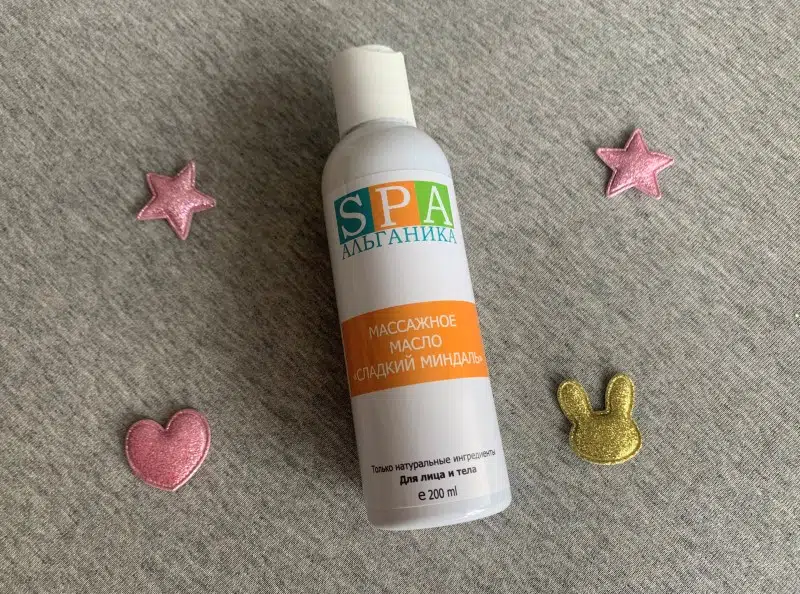 SPA
АЛЬГАНИКА
МАССАЖНОЕ
МАСЛО
«СЛАДКИЙ МИНДАЛЬ»
Только натуральные ингредиенты
Для лица и тела
℮ 200 ml